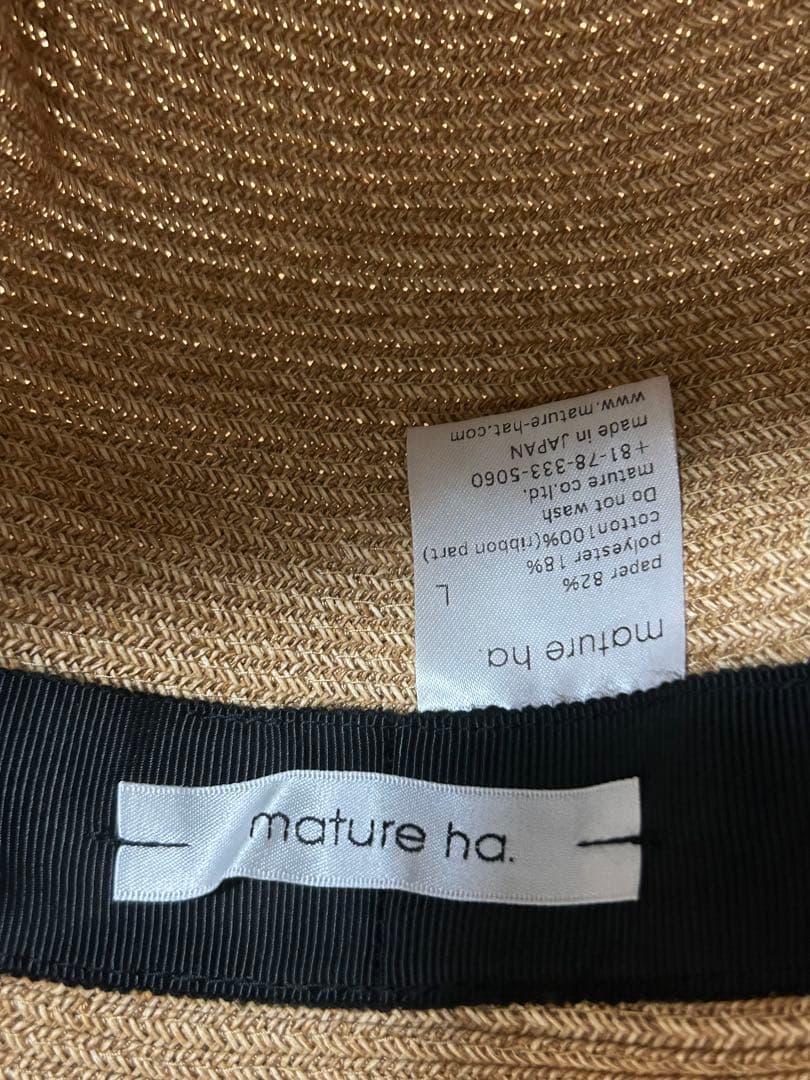 mature ha.
L
paper 82%
polyester 18%
cotton100%(ribbon part)
Do not wash
mature co.ltd.
+81-78-333-5060
made in JAPAN
www.mature-hat.com
mature ha.